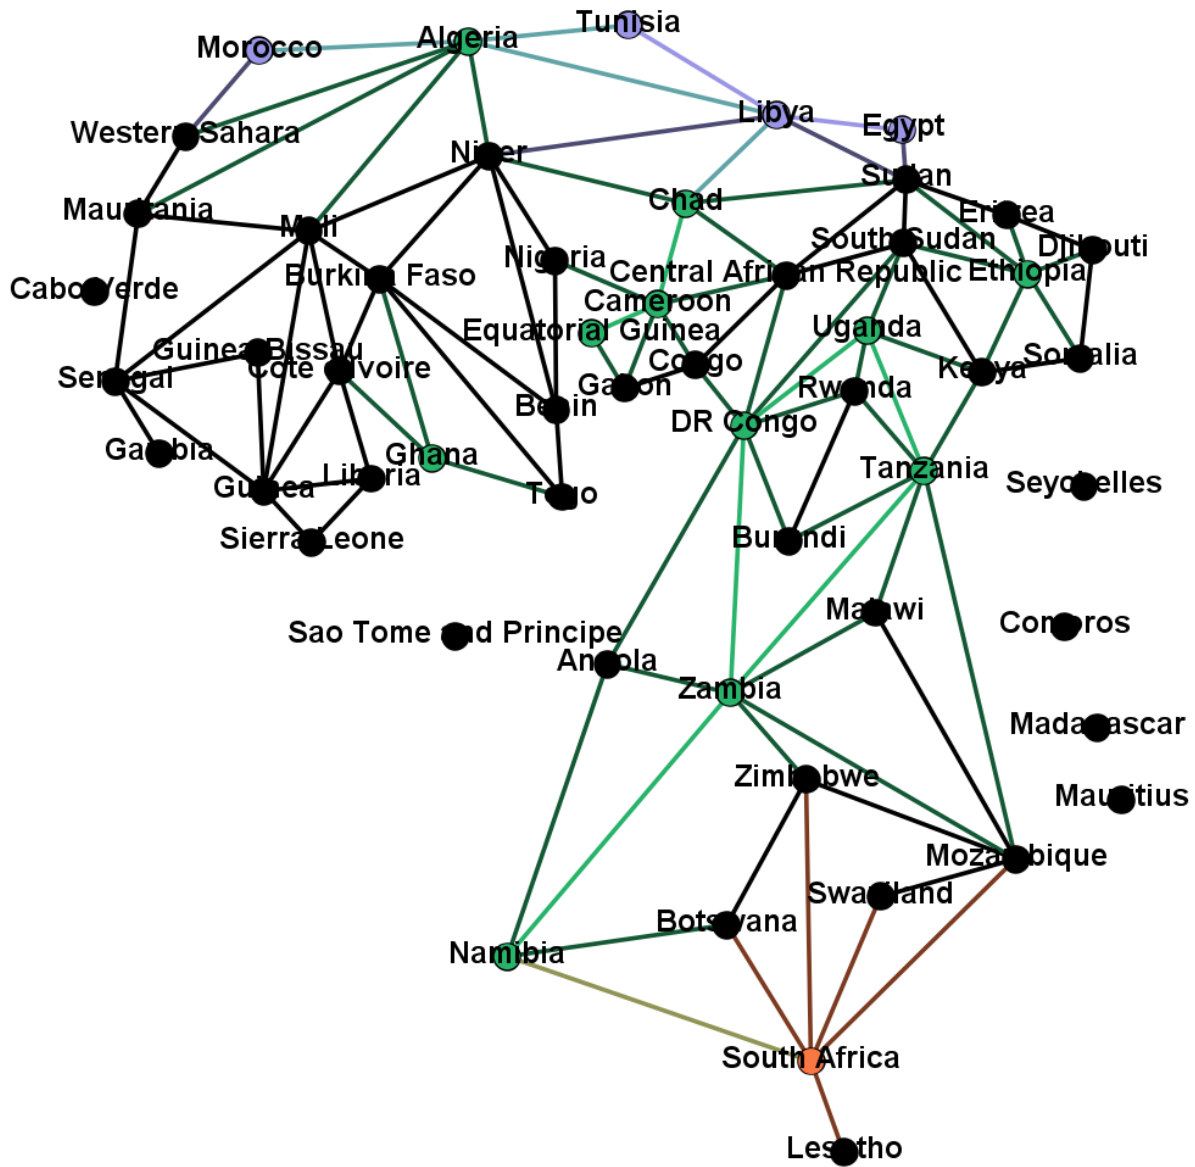 Tunisia
Morocco
Algeria
Libya
Egypt
Western Sahara
Niger
Sudan
Chad
Mauritania
Eritrea
Mali
South Sudan
Djibouti
Nigeria
Central African Republic
Ethiopia
Burkina Faso
Cabo Verde
Cameroon
Equatorial Guinea
Uganda
Guinea-Bissau
Congo
Somalia
Cote d'Ivoire
Kenya
Senegal
Gabon
Rwanda
Benin
DR Congo
Gambia
Ghana
Tanzania
Liberia
Seychelles
Guinea
Togo
Sierra Leone
Burundi
Malawi
Comoros
Sao Tome and Principe
Angola
Zambia
Madagascar
Zimbabwe
Mauritius
Mozambique
Swaziland
Botswana
Namibia
South Africa
Lesotho